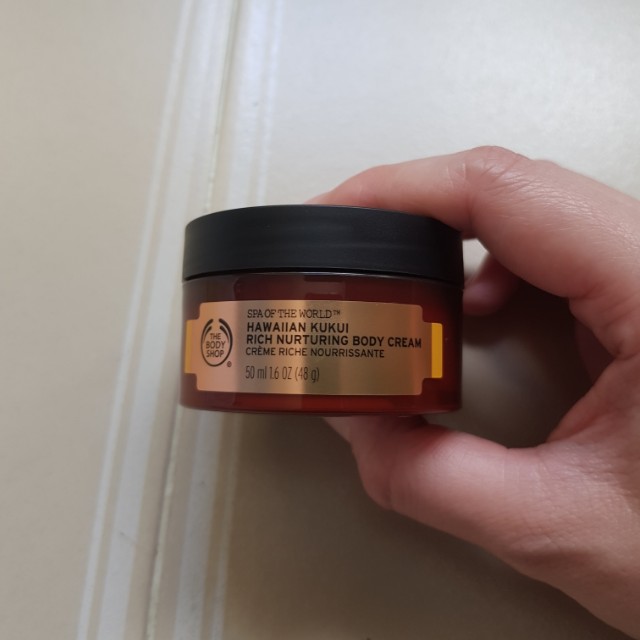 SPA OF THE WORLD™
HAWAIIAN KUKUI
RICH NURTURING BODY CREAM
CRÈME RICHE NOURRISSANTE
50 ml 1.6 OZ (48 g)
THE
BODY
SHOP®